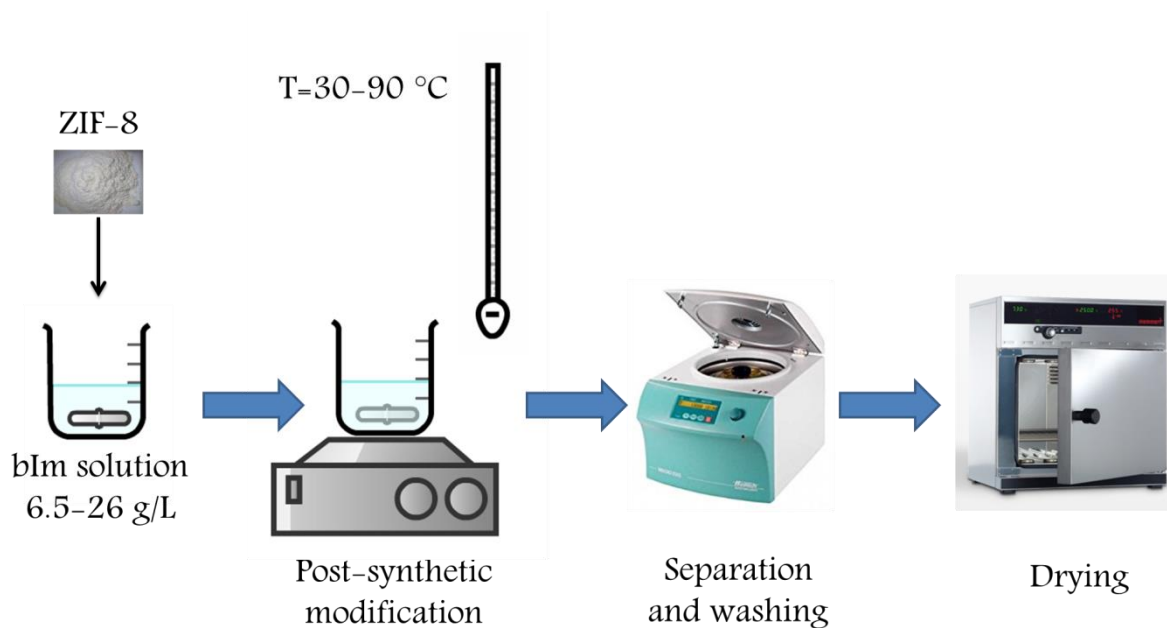 T=30-90 °C
ZIF-8
bIm solution
6.5-26 g/L
Post-synthetic
modification
Separation
and washing
Drying